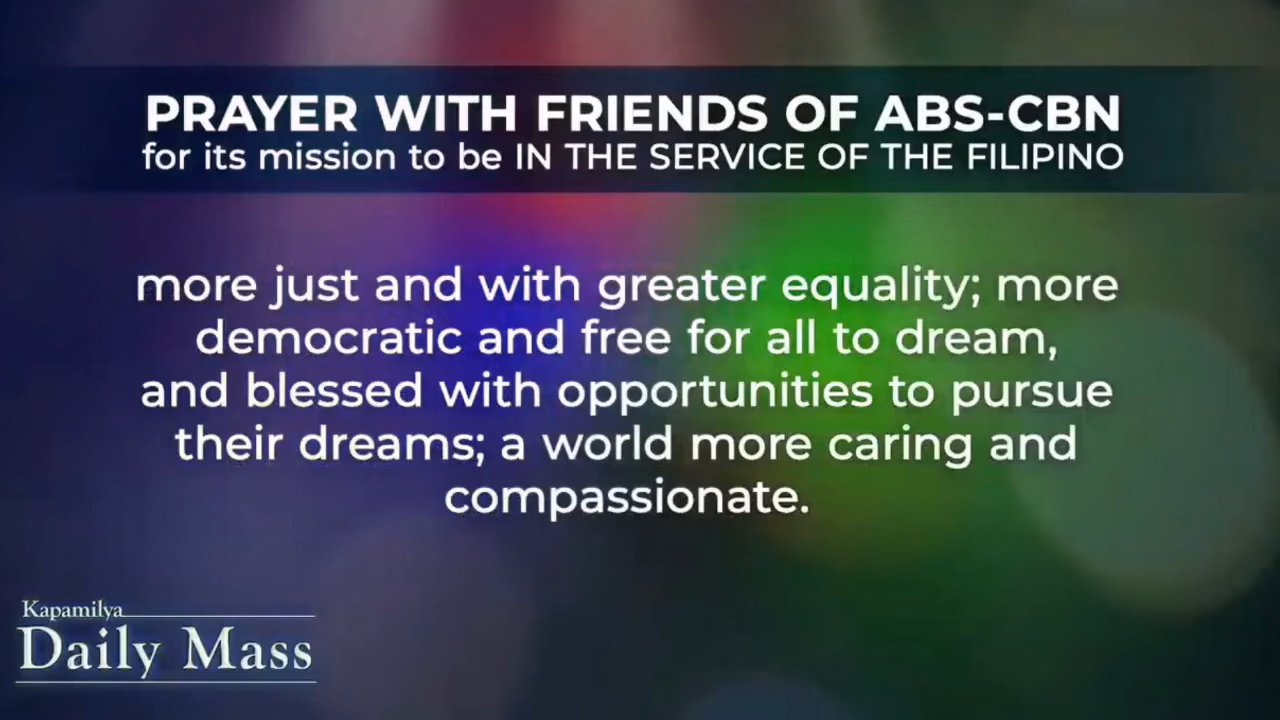 PRAYER WITH FRIENDS OF ABS-CBN
for its mission to be IN THE SERVICE OF THE FILIPINO
more just and with greater equality; more
democratic and free for all to dream,
and blessed with opportunities to pursue
their dreams; a world more caring and
compassionate.
Kapamilya
Daily Mass